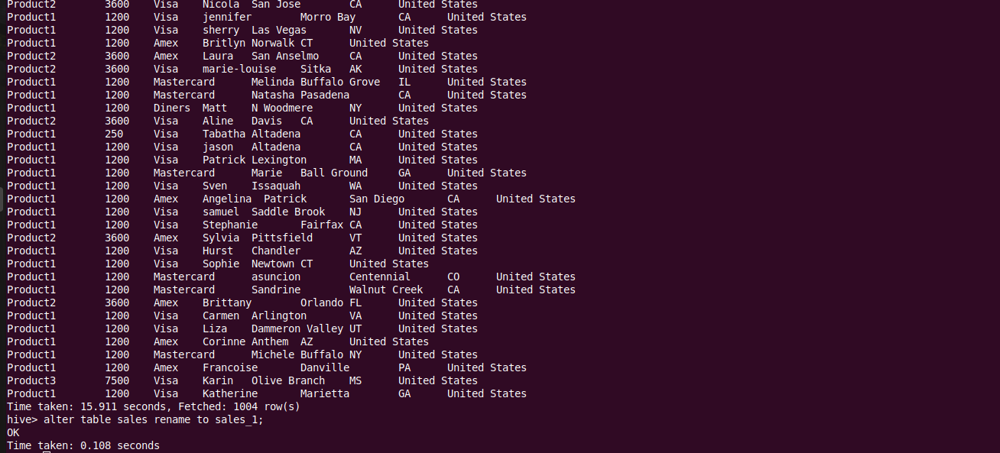 Product2        3600    Visa    Nicola  San Jose        CA      United States
Product1        1200    Visa    jennifer        Morro Bay       CA      United States
Product1        1200    Visa    sherry  Las Vegas       NV      United States
Product1        1200    Amex    Britlyn Norwalk CT      United States
Product2        3600    Amex    Laura   San Anselmo     CA      United States
Product2        3600    Visa    marie-louise    Sitka   AK      United States
Product1        1200    Mastercard      Melinda Buffalo Grove   IL      United States
Product1        1200    Mastercard      Natasha Pasadena        CA      United States
Product1        1200    Diners  Matt    N Woodmere      NY      United States
Product2        3600    Visa    Aline   Davis   CA      United States
Product1        250     Visa    Tabatha Altadena        CA      United States
Product1        1200    Visa    jason   Altadena        CA      United States
Product1        1200    Visa    Patrick Lexington       MA      United States
Product1        1200    Mastercard      Marie   Ball Ground     GA      United States
Product1        1200    Visa    Sven    Issaquah        WA      United States
Product1        1200    Amex    Angelina  Patrick       San Diego       CA      United States
Product1        1200    Visa    samuel  Saddle Brook    NJ      United States
Product1        1200    Visa    Stephanie       Fairfax CA      United States
Product2        3600    Amex    Sylvia  Pittsfield      VT      United States
Product1        1200    Visa    Hurst   Chandler        AZ      United States
Product1        1200    Visa    Sophie  Newtown CT      United States
Product1        1200    Mastercard      asuncion        Centennial      CO      United States
Product1        1200    Mastercard      Sandrine        Walnut Creek    CA      United States
Product2        3600    Amex    Brittany        Orlando FL      United States
Product1        1200    Visa    Carmen  Arlington       VA      United States
Product1        1200    Visa    Liza    Dammeron Valley UT      United States
Product1        1200    Amex    Corinne Anthem  AZ      United States
Product1        1200    Mastercard      Michele Buffalo NY      United States
Product1        1200    Amex    Francoise       Danville        PA      United States
Product3        7500    Visa    Karin   Olive Branch    MS      United States
Product1        1200    Visa    Katherine       Marietta        GA      United States
Time taken: 15.911 seconds, Fetched: 1004 row(s)
hive> alter table sales rename to sales_1;
OK
Time taken: 0.108 seconds